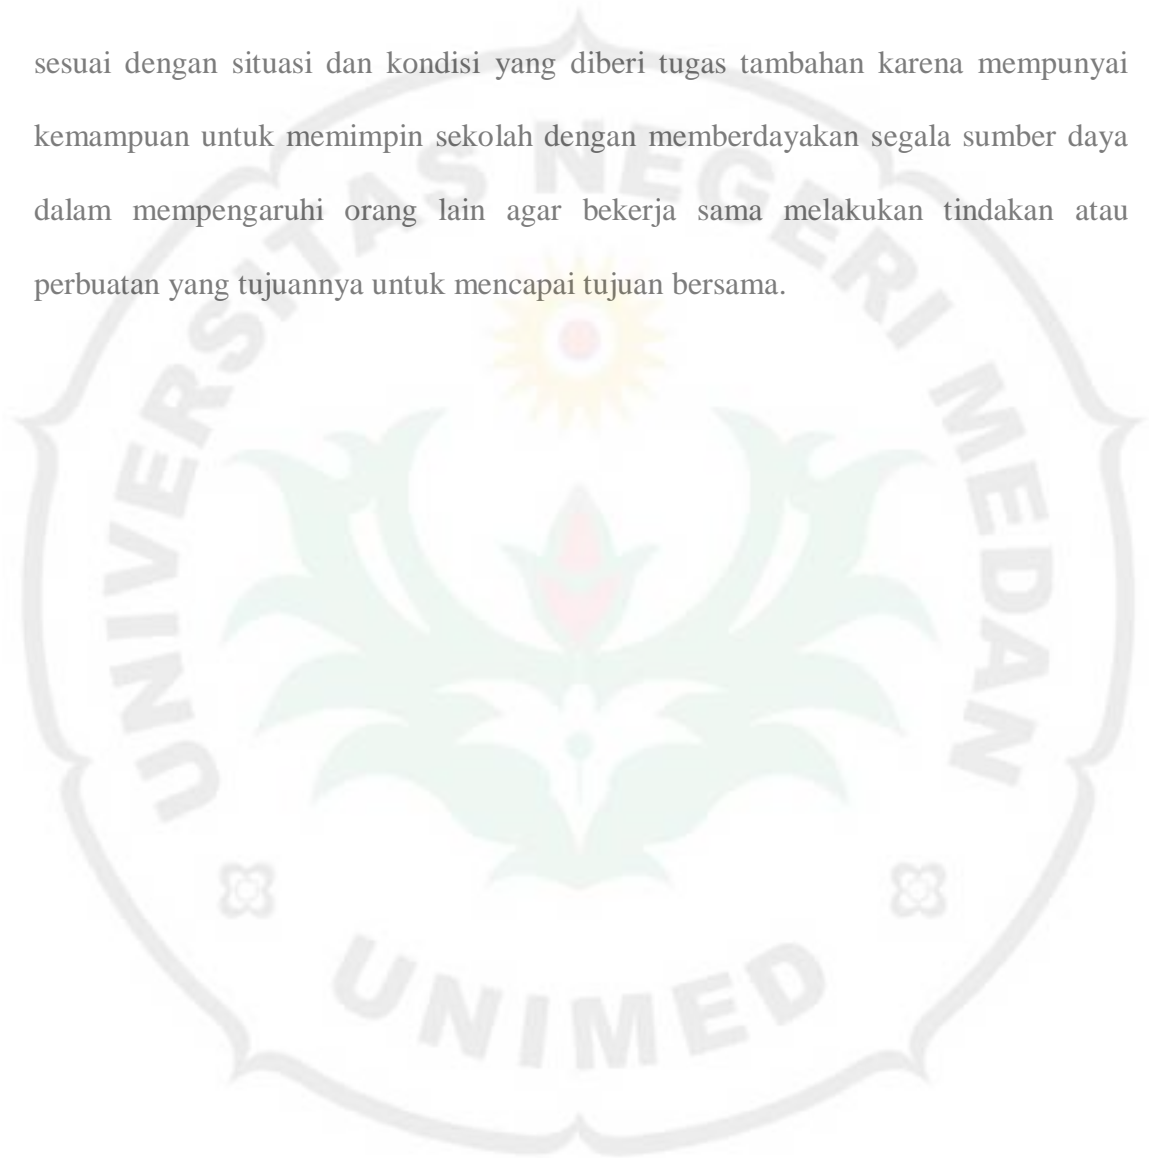 sesuai dengan situasi dan kondisi yang diberi tugas tambahan karena mempunyai
kemampuan untuk memimpin sekolah dengan memberdayakan segala sumber daya
dalam mempengaruhi orang lain agar bekerja sama melakukan tindakan atau
perbuatan yang tujuannya untuk mencapai tujuan bersama.
UNIVERSITAS NEGERI MEDAN
UNIMED